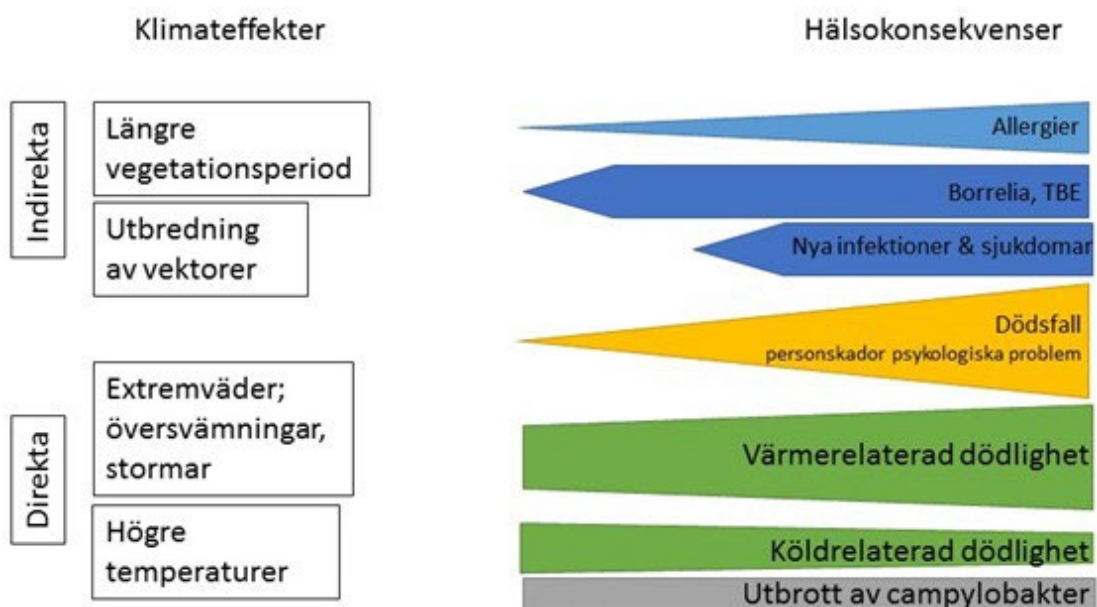 Klimateffekter
Hälsokonsekvenser
Indirekta
Längre
vegetationsperiod
Utbredning
av vektorer
Direkta
Extremväder;
översvämningar,
stormar
Högre
temperaturer
Allergier
Borrelia, TBE
Nya infektioner & sjukdomar
Dödsfall
personskador psykologiska problem
Värmerelaterad dödlighet
Köldrelaterad dödlighet
Utbrott av campylobakter